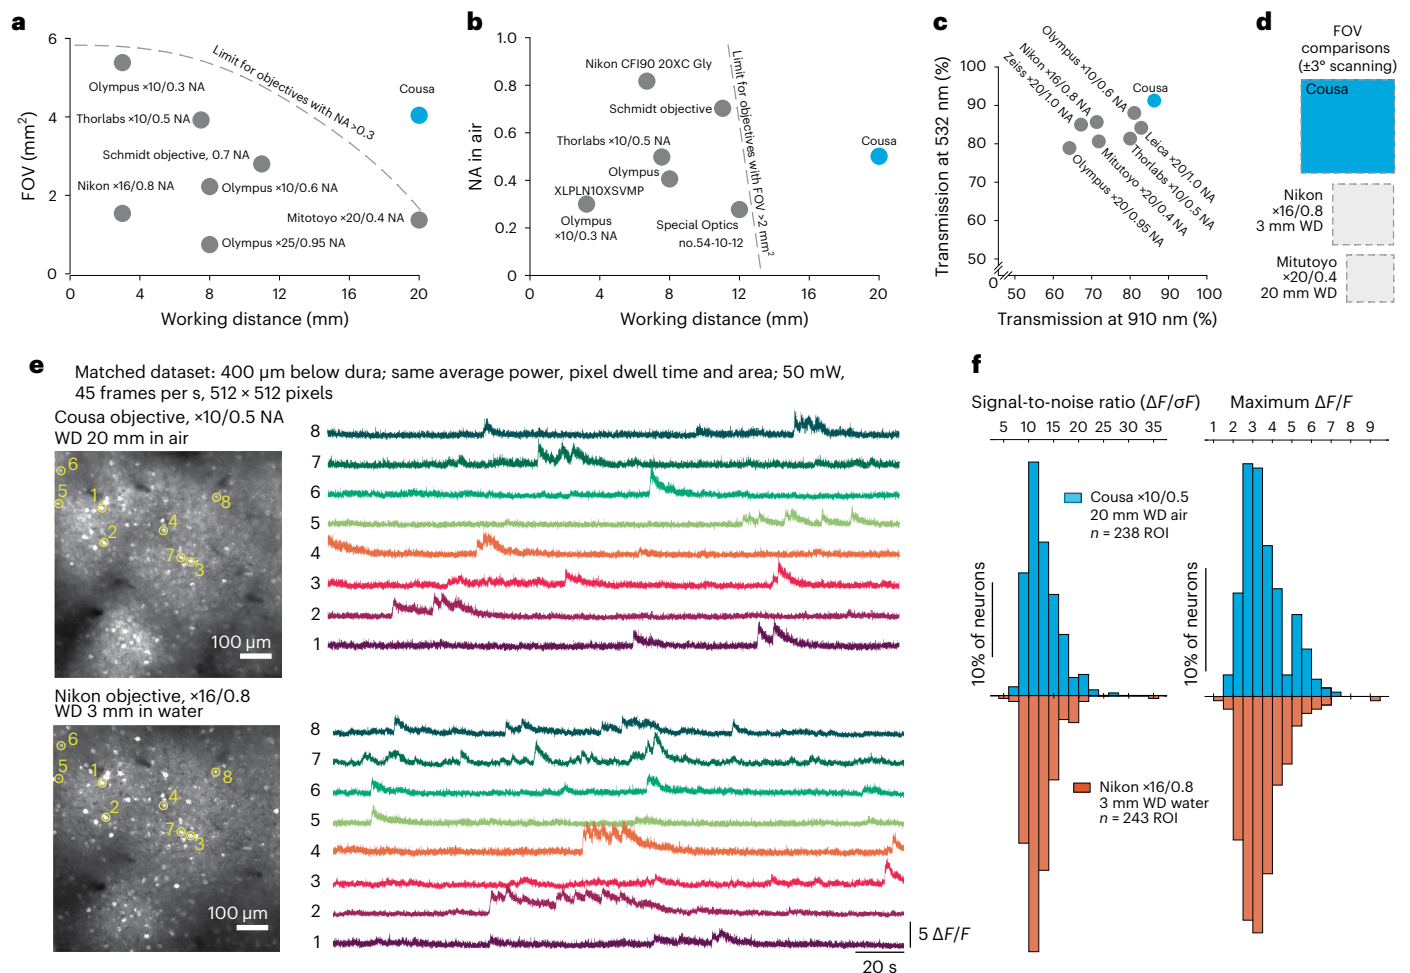 a
FOV (mm²)
6
4
2
0
0
4
8
12
16
20
Working distance (mm)
Limit for objectives with NA >0.3
Olympus ×10/0.3 NA
Thorlabs ×10/0.5 NA
Schmidt objective, 0.7 NA
Nikon ×16/0.8 NA
Olympus ×10/0.6 NA
Mitotoyo ×20/0.4 NA
Olympus ×25/0.95 NA
Cousa
b
NA in air
1.0
0.8
0.6
0.4
0.2
0
0
4
8
12
16
20
Working distance (mm)
Limit for objectives with FOV >2 mm²
Nikon CFI90 20XC Gly
Schmidt objective
Thorlabs ×10/0.5 NA
Olympus
XLPLN10XSVMP
Olympus
×10/0.3 NA
Special Optics
no.54-10-12
Cousa
c
Transmission at 532 nm (%)
100
90
80
70
60
50
0
50
60
70
80
90
100
Transmission at 910 nm (%)
Olympus ×10/0.6 NA
Nikon ×16/0.8 NA
Zeiss ×20/1.0 NA
Cousa
Leica ×20/1.0 NA
Thorlabs ×10/0.5 NA
Mitutoyo ×20/0.4 NA
Olympus ×20/0.95 NA
d
FOV
comparisons
(±3° scanning)
Cousa
Nikon
×16/0.8
3 mm WD
Mitutoyo
×20/0.4
20 mm WD
e
Matched dataset: 400 µm below dura; same average power, pixel dwell time and area; 50 mW,
45 frames per s, 512 × 512 pixels
Cousa objective, ×10/0.5 NA
WD 20 mm in air
6
5
1
8
2
4
7
3
100 µm
8
7
6
5
4
3
2
1
Nikon objective, ×16/0.8
WD 3 mm in water
6
5
1
8
2
4
7
3
100 µm
8
7
6
5
4
3
2
1
5 ΔF/F
20 s
f
Signal-to-noise ratio (ΔF/σF)
5 10 15 20 25 35
10% of neurons
Cousa ×10/0.5
20 mm WD air
n = 238 ROI
Nikon ×16/0.8
3 mm WD water
n = 243 ROI
Maximum ΔF/F
1 2 3 4 5 6 7 9
10% of neurons